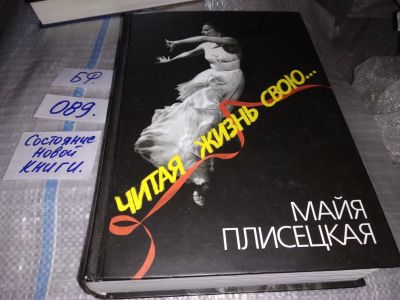 БФ.
089.
Состояние
Новой
КНИГИ.
ЧИТАЯ ЖИЗНЬ СВОЮ...
МАЙЯ
ПЛИСЕЦКАЯ